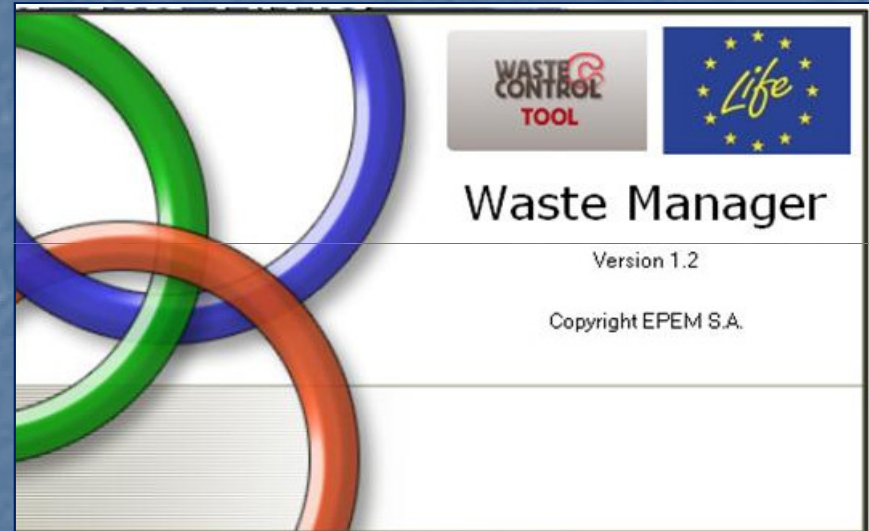 WASTE C
CONTROL
TOOL
Life
Waste Manager
Version 1.2
Copyright EPEM S.A.